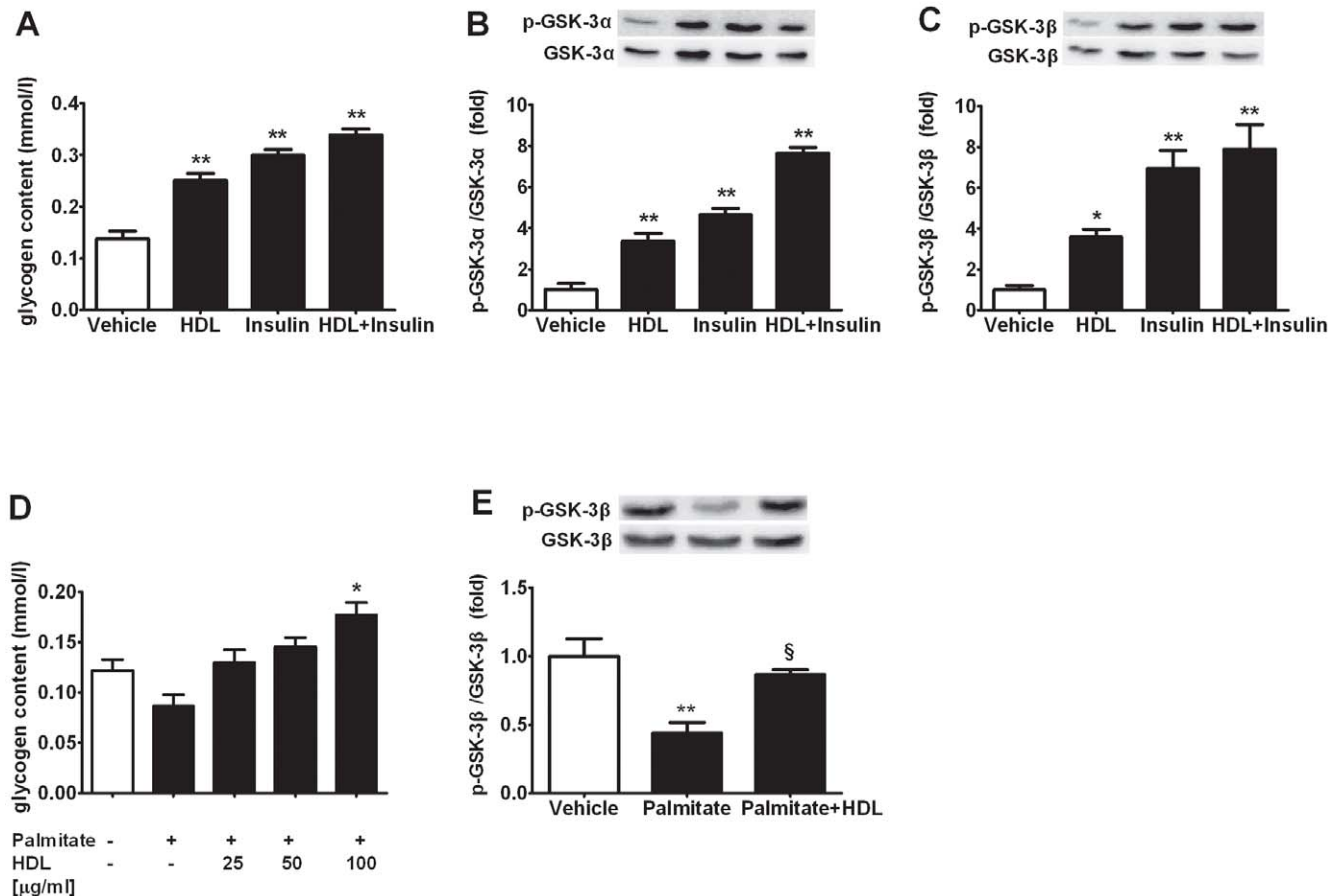 A
glycogen content (mmol/l)
0.4
0.3
0.2
0.1
0.0
** ** **
Vehicle HDL Insulin HDL+Insulin
B
p-GSK-3α
GSK-3α
p-GSK-3α /GSK-3α (fold)
10
8
6
4
2
0
** ** **
Vehicle HDL Insulin HDL+Insulin
C
p-GSK-3β
GSK-3β
p-GSK-3β /GSK-3β (fold)
10
8
6
4
2
0
* ** **
Vehicle HDL Insulin HDL+Insulin
D
glycogen content (mmol/l)
0.20
0.15
0.10
0.05
0.00
*
Palmitate - + + + +
HDL - - 25 50 100
[µg/ml]
E
p-GSK-3β
GSK-3β
p-GSK-3β /GSK-3β (fold)
1.5
1.0
0.5
0.0
** §
Vehicle Palmitate Palmitate+HDL